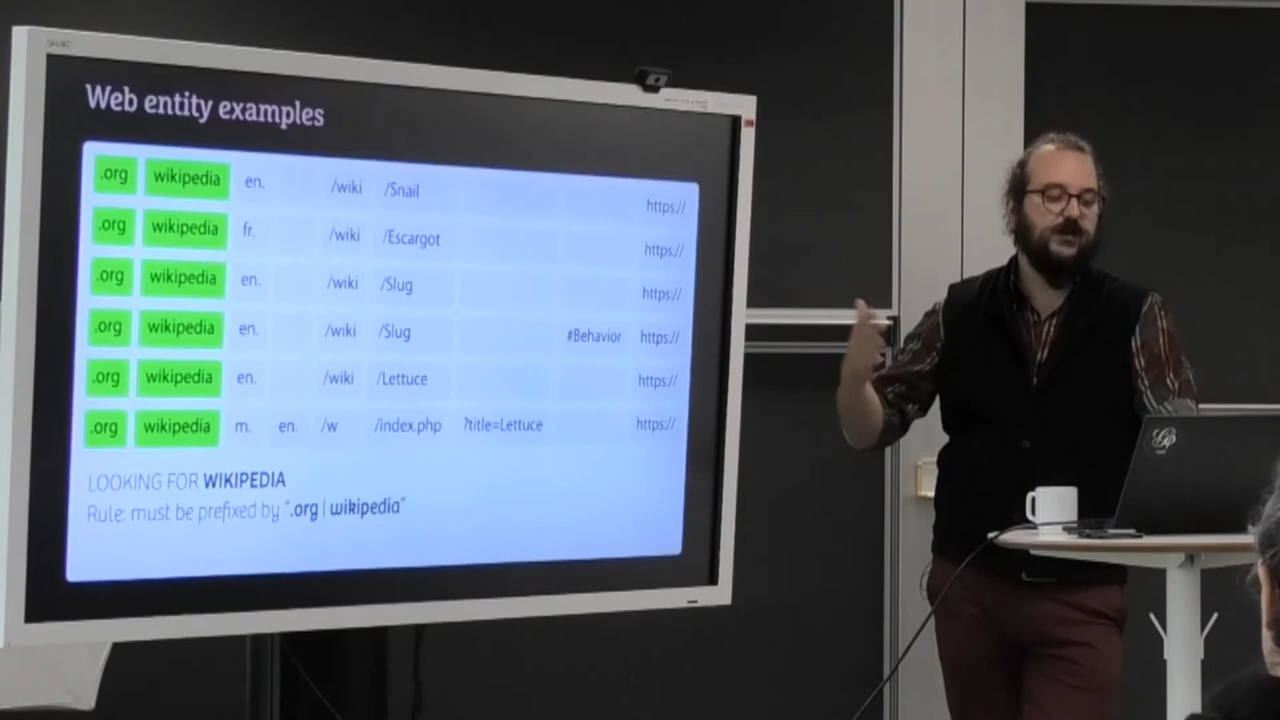 SMART
Web entity examples
.org wikipedia en. /wiki /Snail https://
.org wikipedia fr. /wiki /Escargot https://
.org wikipedia en. /wiki /Slug https://
.org wikipedia en. /wiki /Slug #Behavior https://
.org wikipedia en. /wiki /Lettuce https://
.org wikipedia m. en. /w /index.php ?title=Lettuce https://
LOOKING FOR WIKIPEDIA
Rule: must be prefixed by ".org | wikipedia"